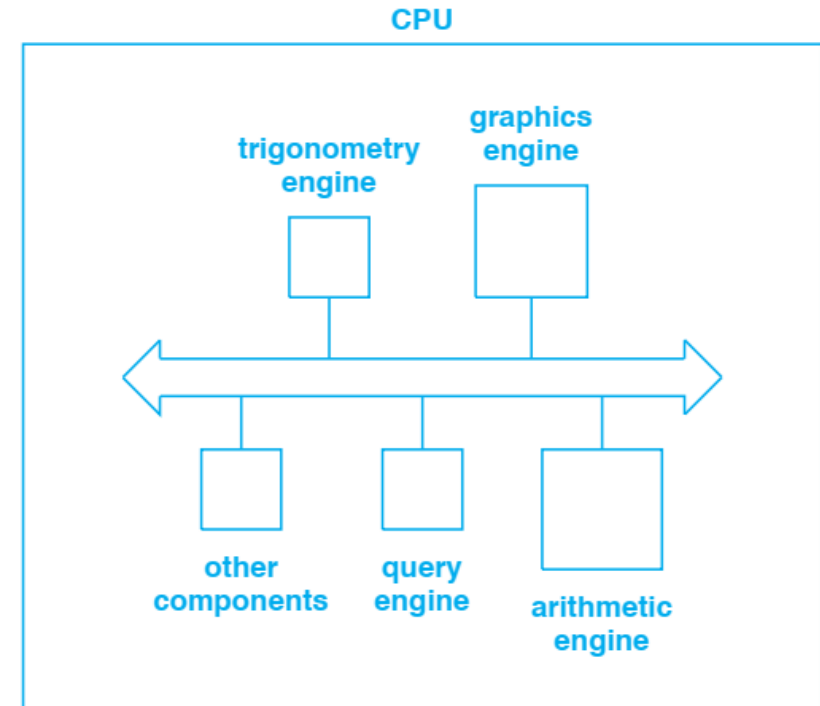 CPU
graphics
engine
trigonometry
engine
other
components
query
engine
arithmetic
engine